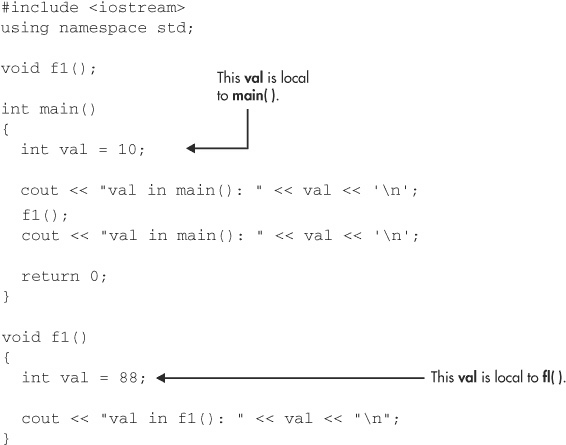 #include <iostream>
using namespace std;
void f1();
This val is local
to main( ).
int main()
{
int val = 10;
cout << "val in main(): " << val << '\n';
f1();
cout << "val in main(): " << val << '\n';
return 0;
}
void f1()
{
int val = 88;
This val is local to fl( ).
cout << "val in f1(): " << val << "\n";
}